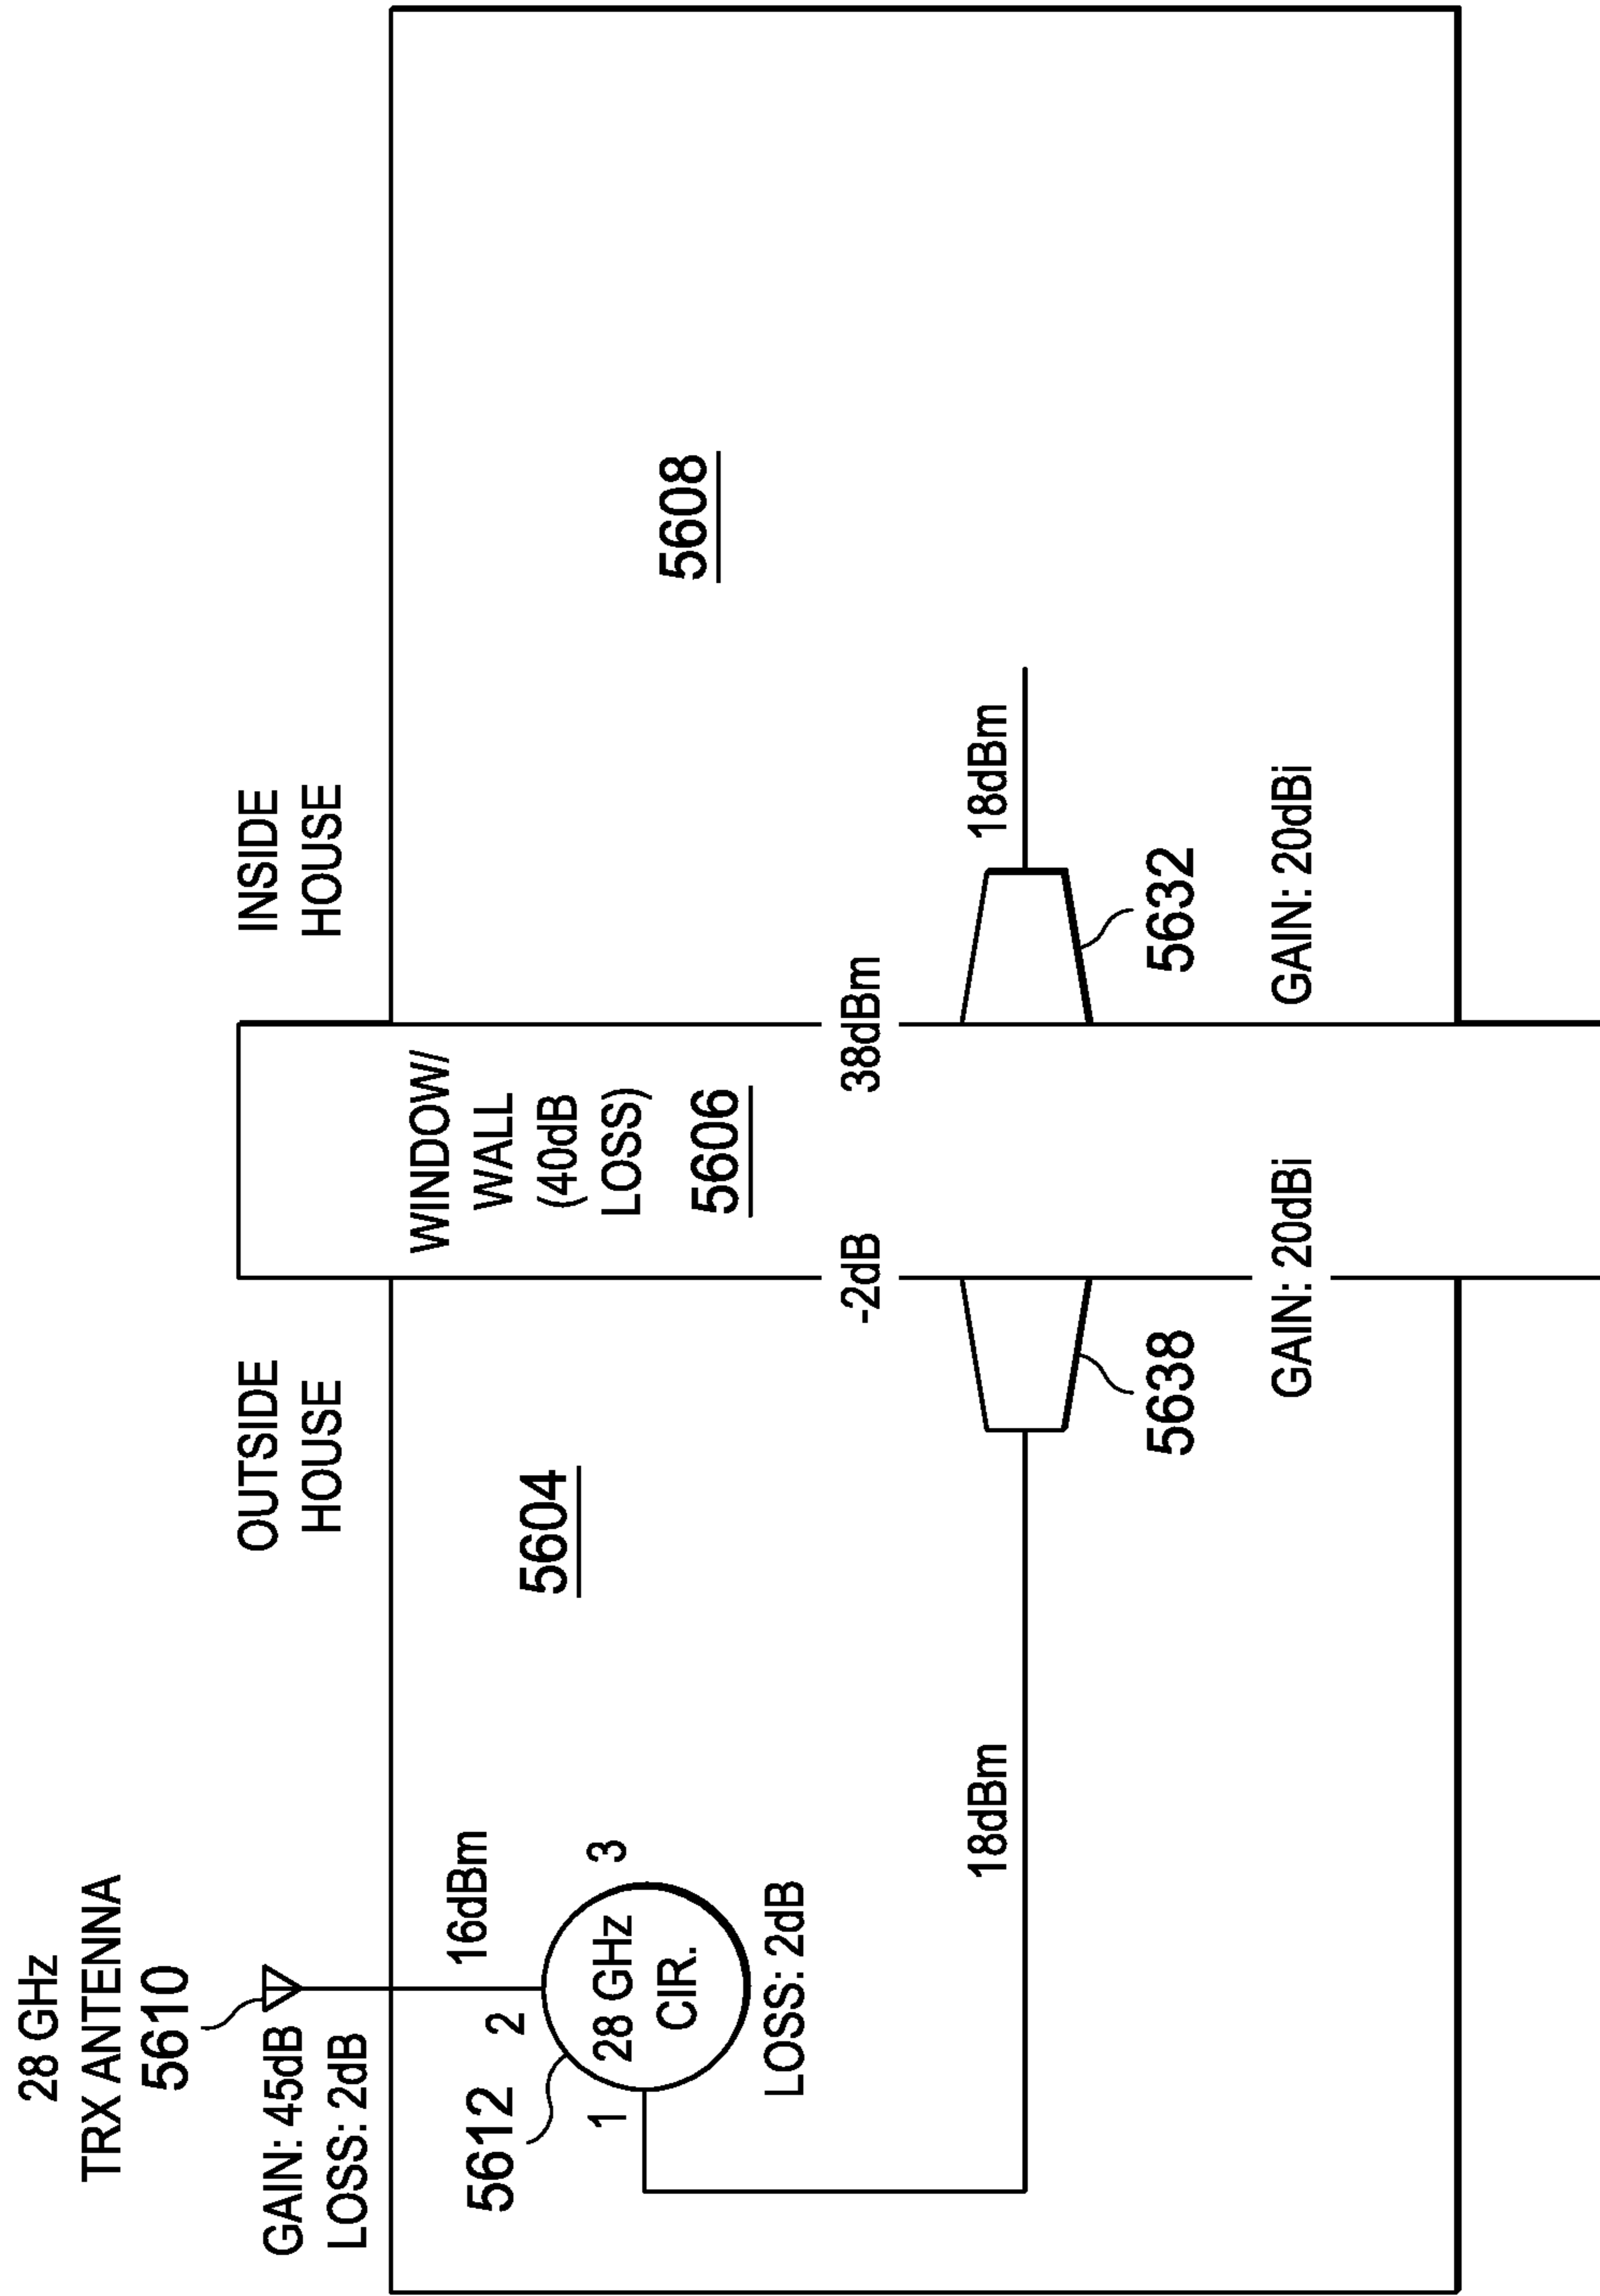 28 GHz
TRX ANTENNA
5610
GAIN: 45dB
LOSS: 2dB
OUTSIDE
HOUSE
INSIDE
HOUSE
5612
2
16dBm
1
28 GHz
CIR.
3
LOSS: 2dB
5604
WINDOW/
WALL
(40dB
LOSS)
5606
5608
-2dB
38dBm
18dBm
18dBm
5638
5632
GAIN: 20dBi
GAIN: 20dBi